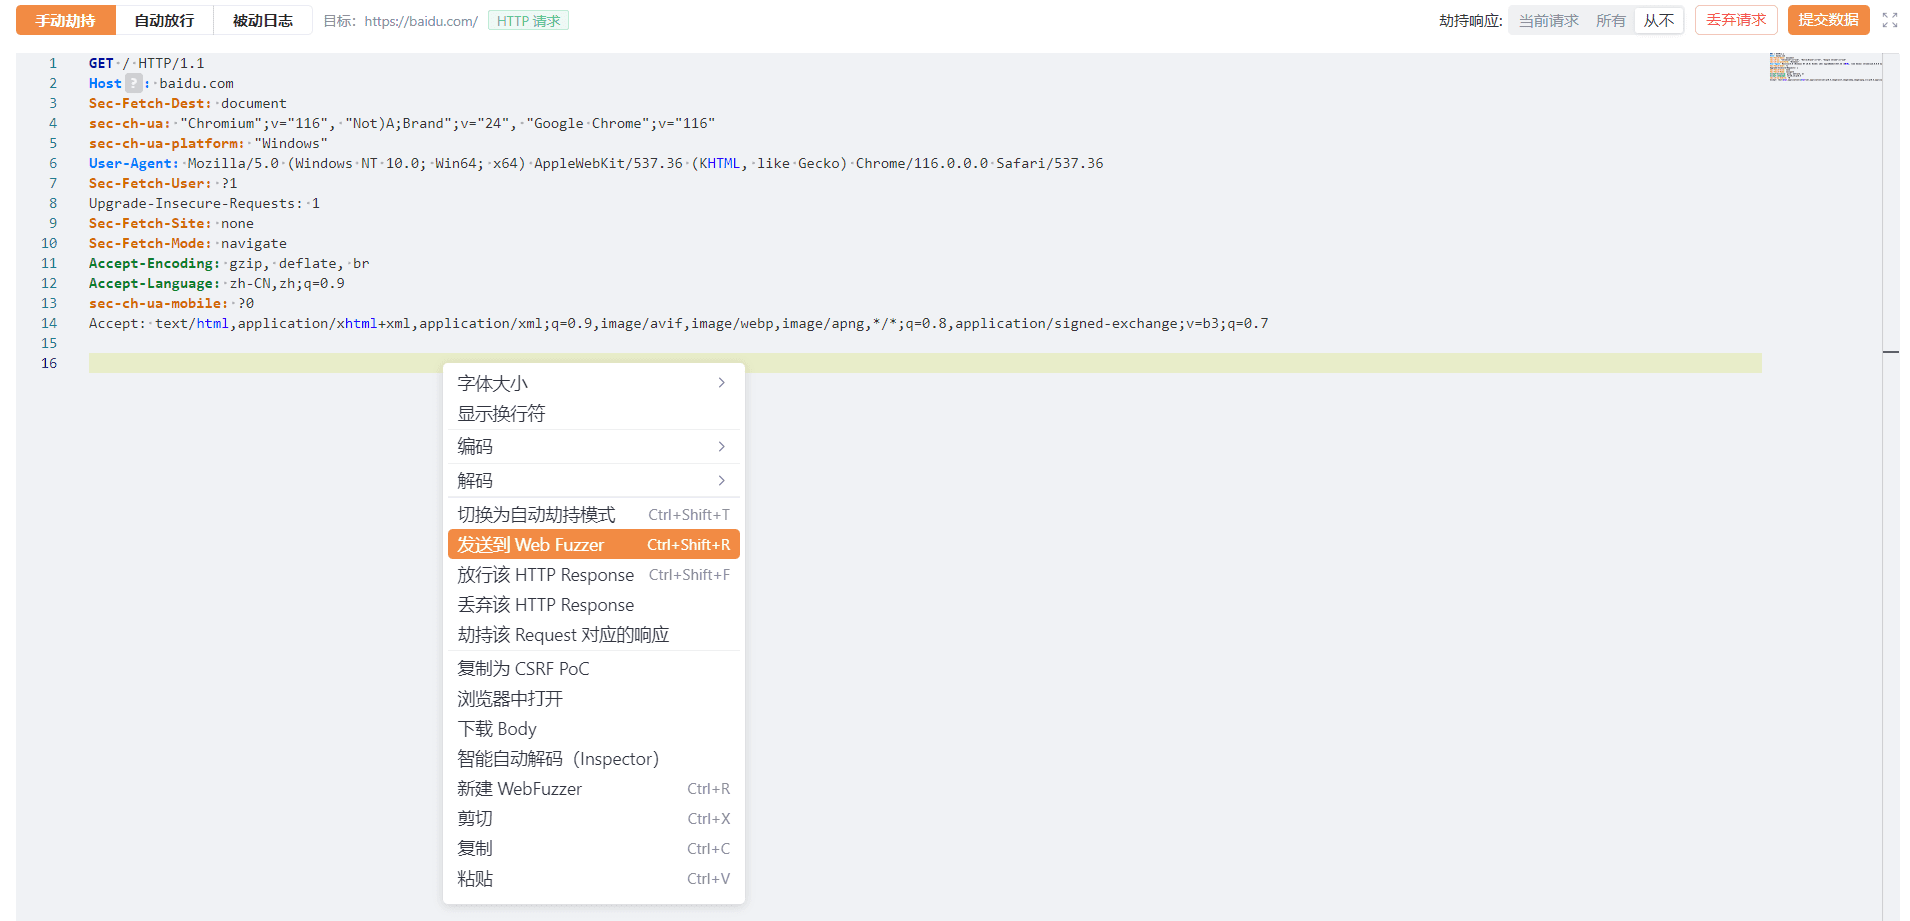 手动劫持 自动放行 被动日志 目标: https://baidu.com/ HTTP 请求 劫持响应: 当前请求 所有 从不 丢弃请求 提交数据
1 GET / HTTP/1.1
2 Host ? : baidu.com
3 Sec-Fetch-Dest: document
4 sec-ch-ua: "Chromium";v="116", "Not)A;Brand";v="24", "Google Chrome";v="116"
5 sec-ch-ua-platform: "Windows"
6 User-Agent: Mozilla/5.0 (Windows NT 10.0; Win64; x64) AppleWebKit/537.36 (KHTML, like Gecko) Chrome/116.0.0.0 Safari/537.36
7 Sec-Fetch-User: ?1
8 Upgrade-Insecure-Requests: 1
9 Sec-Fetch-Site: none
10 Sec-Fetch-Mode: navigate
11 Accept-Encoding: gzip, deflate, br
12 Accept-Language: zh-CN,zh;q=0.9
13 sec-ch-ua-mobile: ?0
14 Accept: text/html,application/xhtml+xml,application/xml;q=0.9,image/avif,image/webp,image/apng,*/*;q=0.8,application/signed-exchange;v=b3;q=0.7
15
16
字体大小
显示换行符
编码
解码
切换为自动劫持模式 Ctrl+Shift+T
发送到 Web Fuzzer Ctrl+Shift+R
放行该 HTTP Response Ctrl+Shift+F
丢弃该 HTTP Response
劫持该 Request 对应的响应
复制为 CSRF PoC
浏览器中打开
下载 Body
智能自动解码（Inspector）
新建 WebFuzzer Ctrl+R
剪切 Ctrl+X
复制 Ctrl+C
粘贴 Ctrl+V